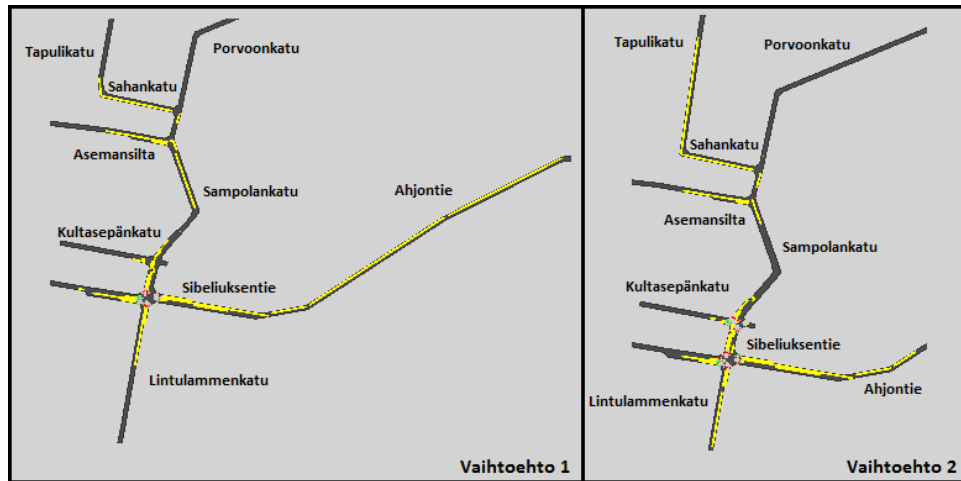 Tapulikatu
Porvoonkatu
Sahankatu
Asemansilta
Sampolankatu
Ahjontie
Kultasepänkatu
Sibeliuksentie
Lintulammenkatu
Vaihtoehto 1
Tapulikatu
Porvoonkatu
Sahankatu
Asemansilta
Sampolankatu
Kultasepänkatu
Sibeliuksentie
Ahjontie
Lintulammenkatu
Vaihtoehto 2